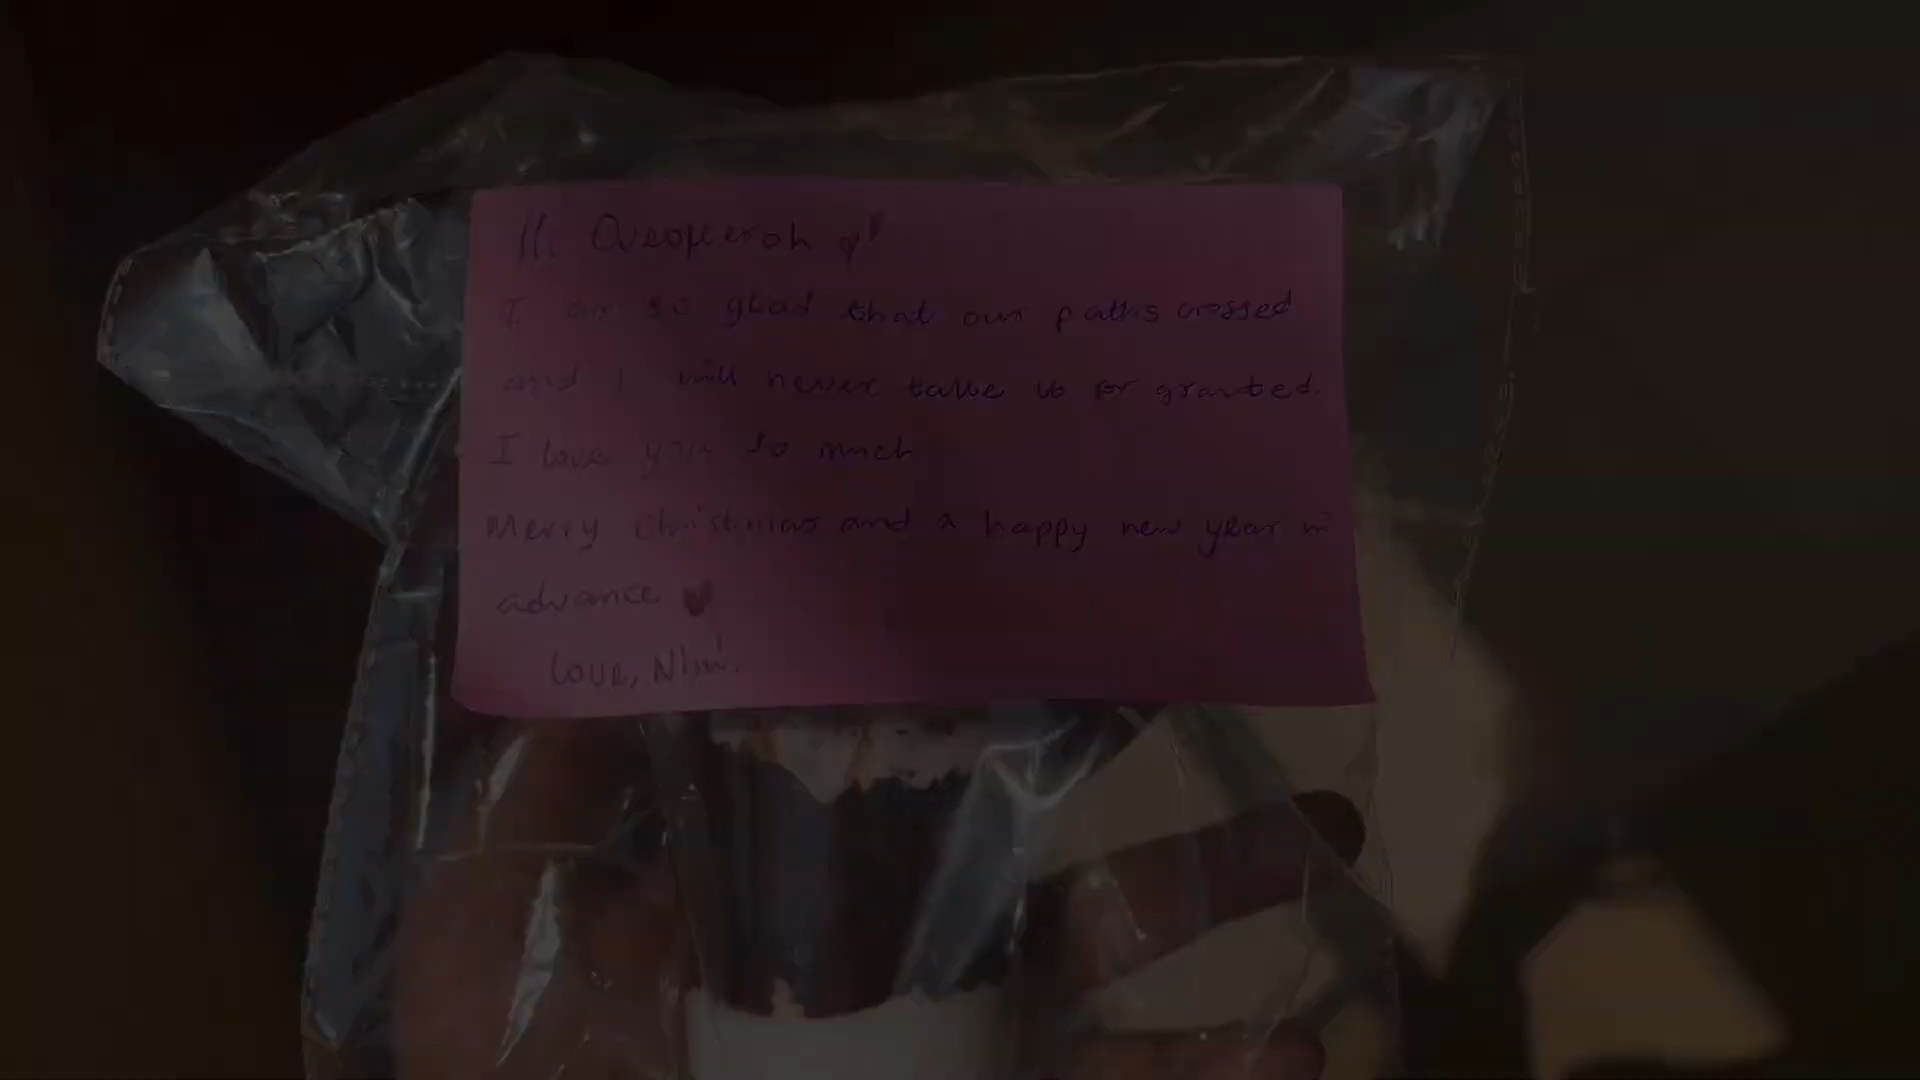 Hi
I am so glad that our paths crossed
and I will never take it for granted.
I love you so much
Merry Christmas and a happy new year in
advance ♥
Love, Nimi.